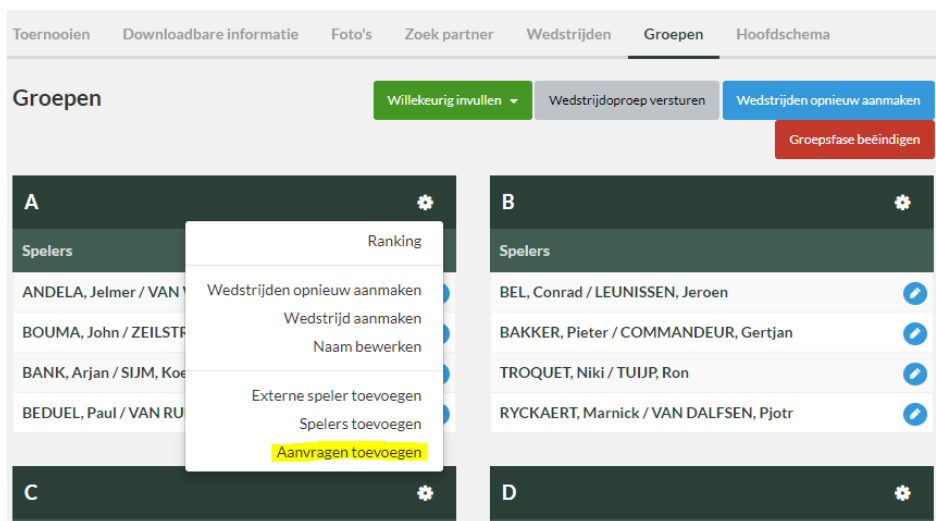 Toernooien Downloadbare informatie Foto's Zoek partner Wedstrijden Groepen Hoofdschema
Groepen
Willekeurig invullen Wedstrijdoproep versturen Wedstrijden opnieuw aanmaken
Groepsfase beëindigen
A
Spelers
ANDELA, Jelmer / VAN
BOUMA, John / ZEILSTR
BANK, Arjan / SIJM, Koe
BEDUEL, Paul / VAN RU
Ranking
Wedstrijden opnieuw aanmaken
Wedstrijd aanmaken
Naam bewerken
Externe speler toevoegen
Spelers toevoegen
Aanvragen toevoegen
B
Spelers
BEL, Conrad / LEUNISSEN, Jeroen
BAKKER, Pieter / COMMANDEUR, Gertjan
TROQUET, Niki / TUIJP, Ron
RYCKAERT, Marnick / VAN DALFSEN, Pjotr
C
D